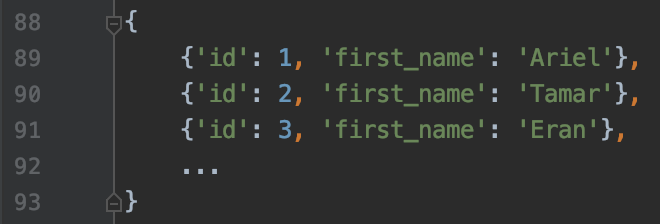 88 {
89     {'id': 1, 'first_name': 'Ariel'},
90     {'id': 2, 'first_name': 'Tamar'},
91     {'id': 3, 'first_name': 'Eran'},
92     ...
93 }